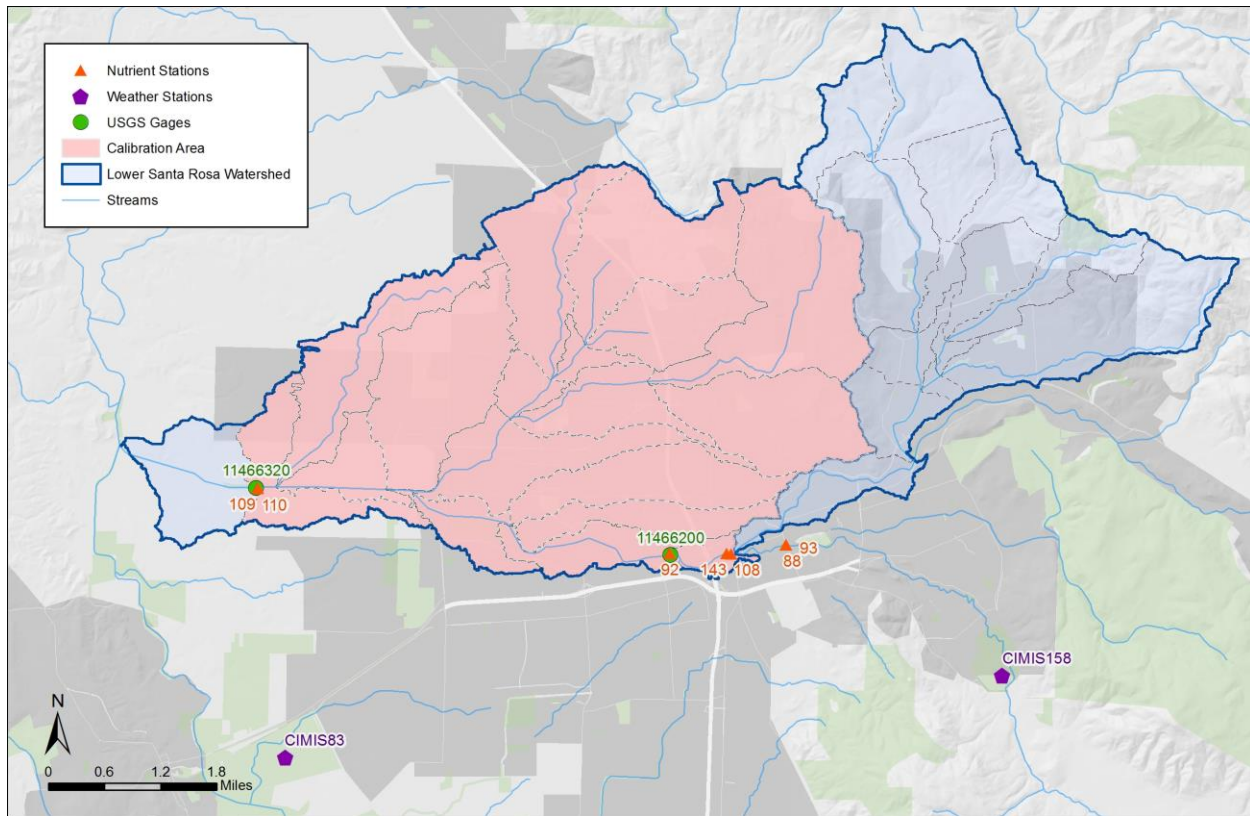 Nutrient Stations
Weather Stations
USGS Gages
Calibration Area
Lower Santa Rosa Watershed
Streams
11466320
109 110
11466200
92
143 108
93
88
CIMIS158
CIMIS83
N
0 0.6 1.2 1.8
Miles